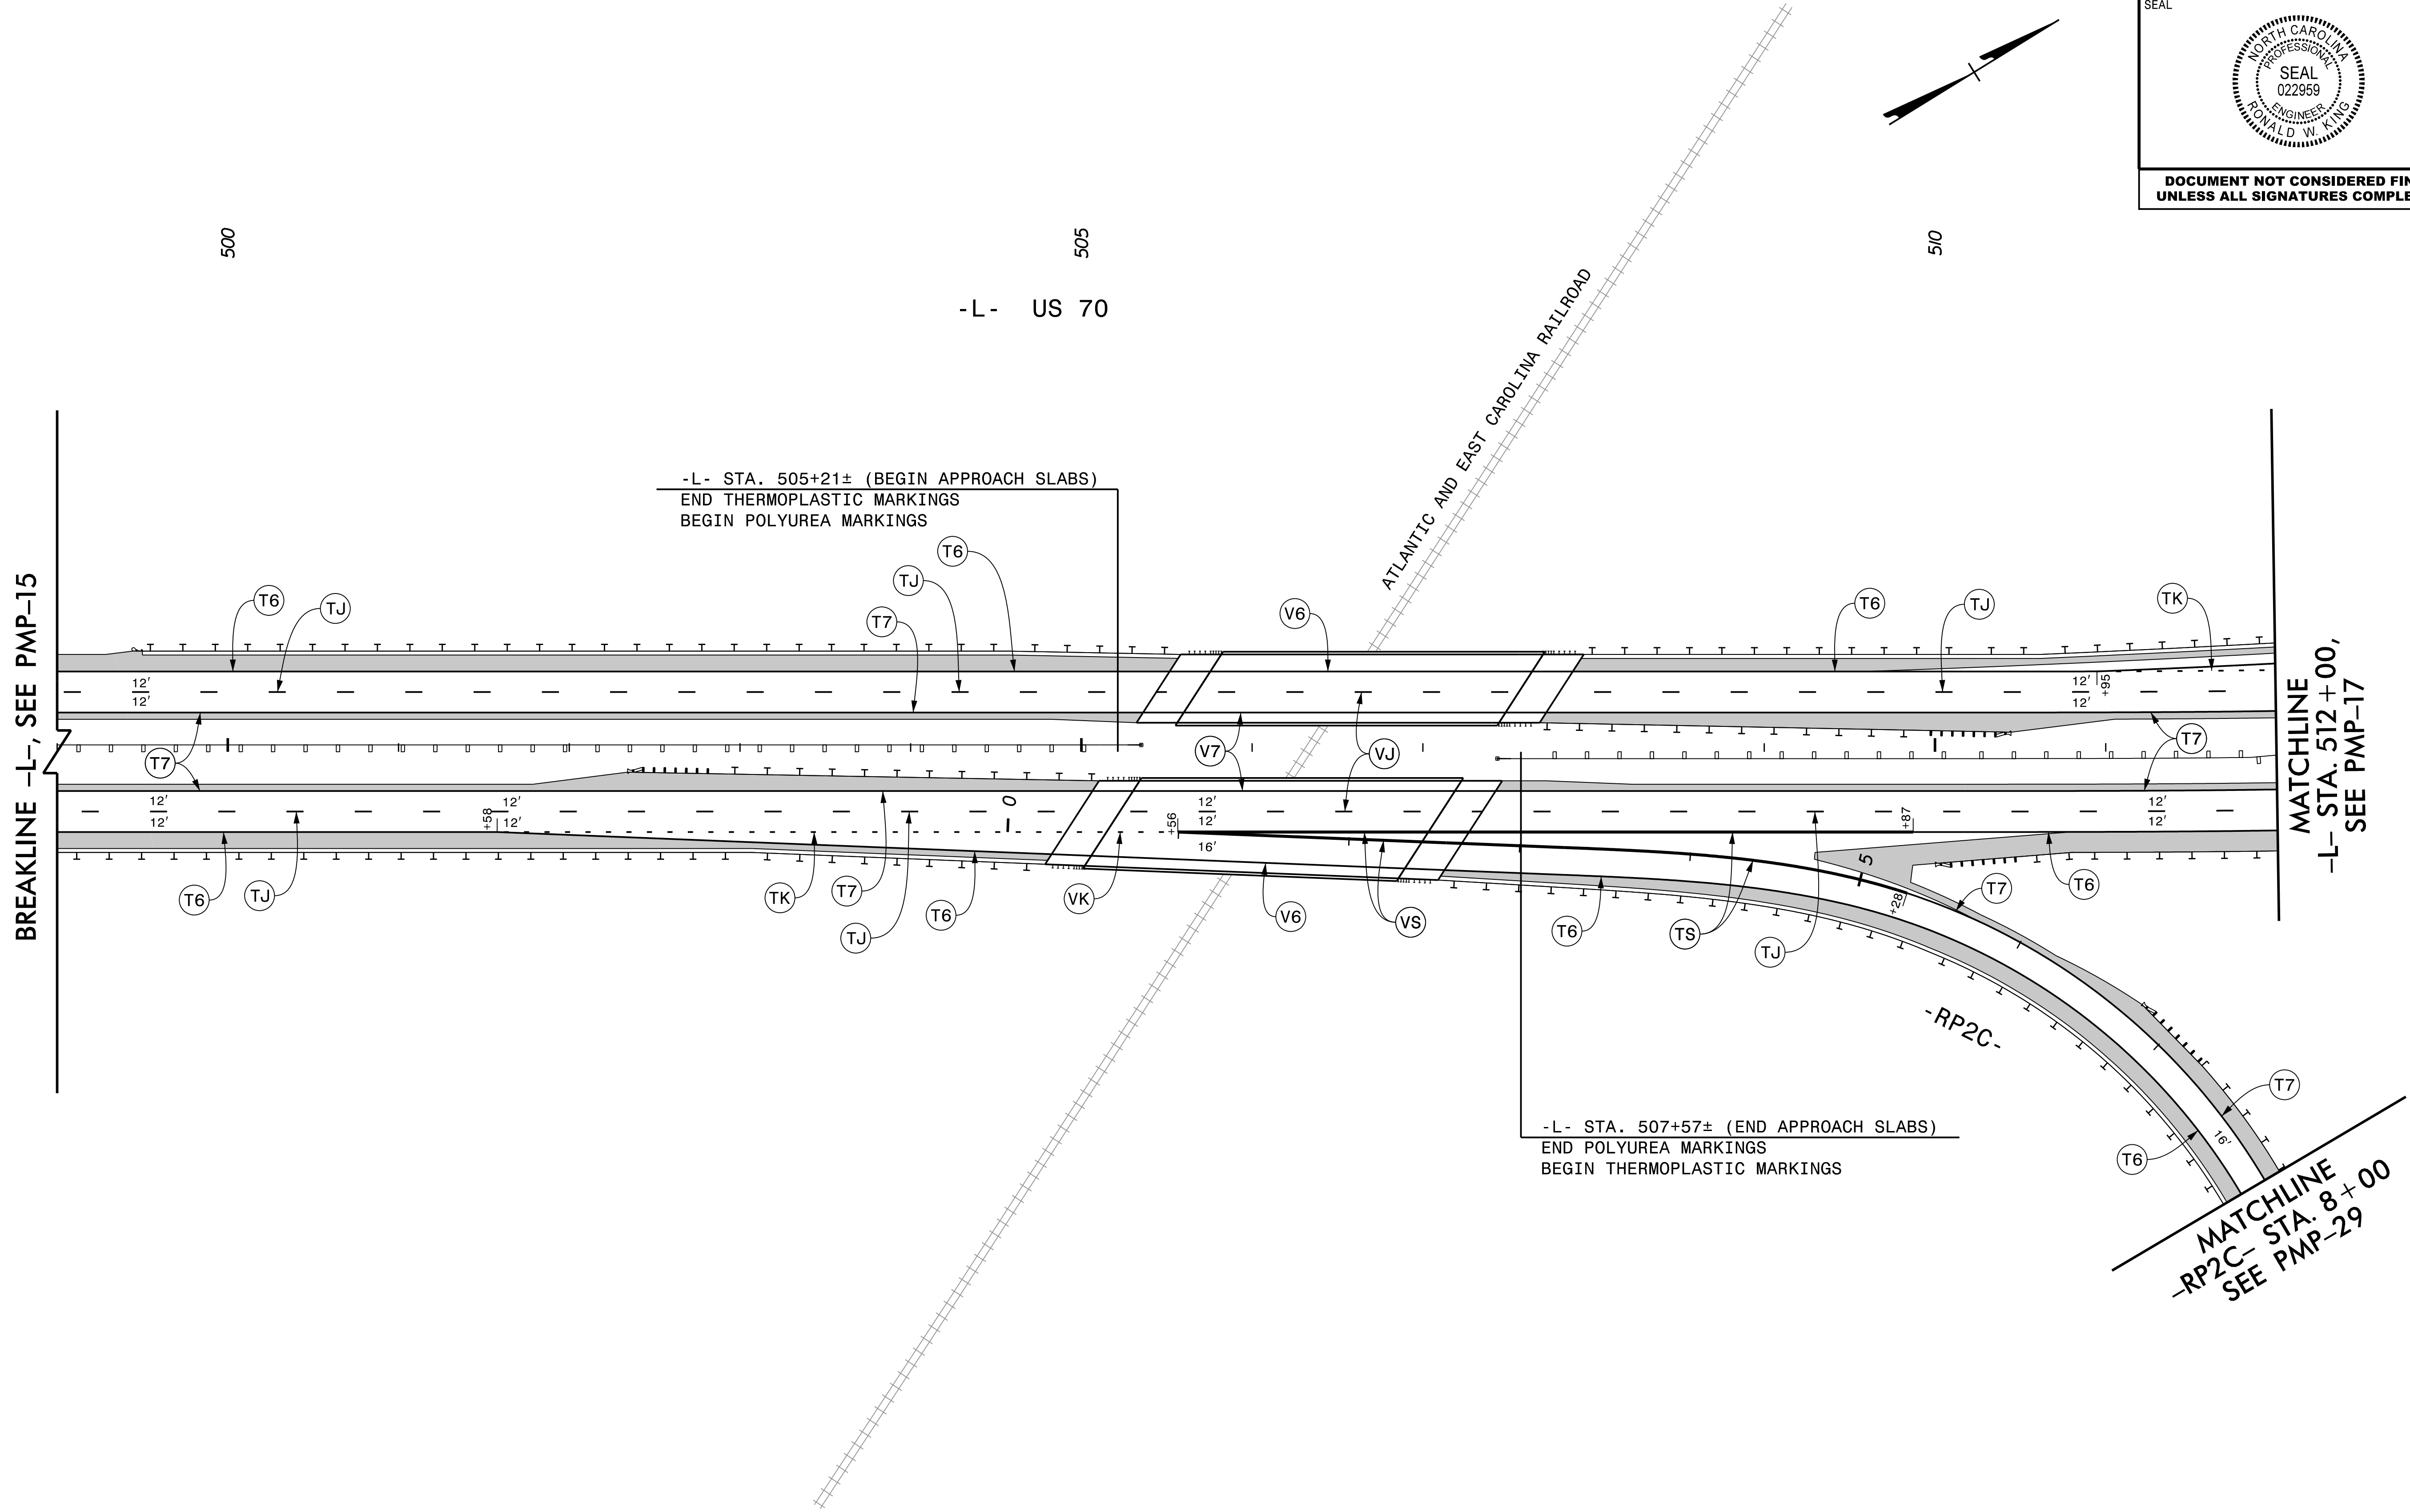 SEAL
NORTH CAROLINA
PROFESSIONAL
SEAL
022959
ENGINEER
RONALD W. KING
DOCUMENT NOT CONSIDERED
UNLESS ALL SIGNATURES
500
505
510
-L- US 70
ATLANTIC AND EAST CAROLINA RAILROAD
-L- STA. 505+21± (BEGIN APPROACH SLABS)
END THERMOPLASTIC MARKINGS
BEGIN POLYUREA MARKINGS
BREAKLINE -L-, SEE PMP-15
MATCHLINE
-L- STA. 512+00,
SEE PMP-17
T6
TJ
T7
TJ
T6
V6
T6
TJ
TK
12'
12'
12'
12'
+95
T7
V7
VJ
T7
12'
12'
+58
12'
12'
0
+56
12'
12'
16'
+87
12'
12'
5
+28
T6
TJ
TK
T7
TJ
T6
VK
V6
VS
T6
TS
TJ
T7
T6
-RP2C-
T7
16'
T6
-L- STA. 507+57± (END APPROACH SLABS)
END POLYUREA MARKINGS
BEGIN THERMOPLASTIC MARKINGS
MATCHLINE
-RP2C- STA. 8+00
SEE PMP-29